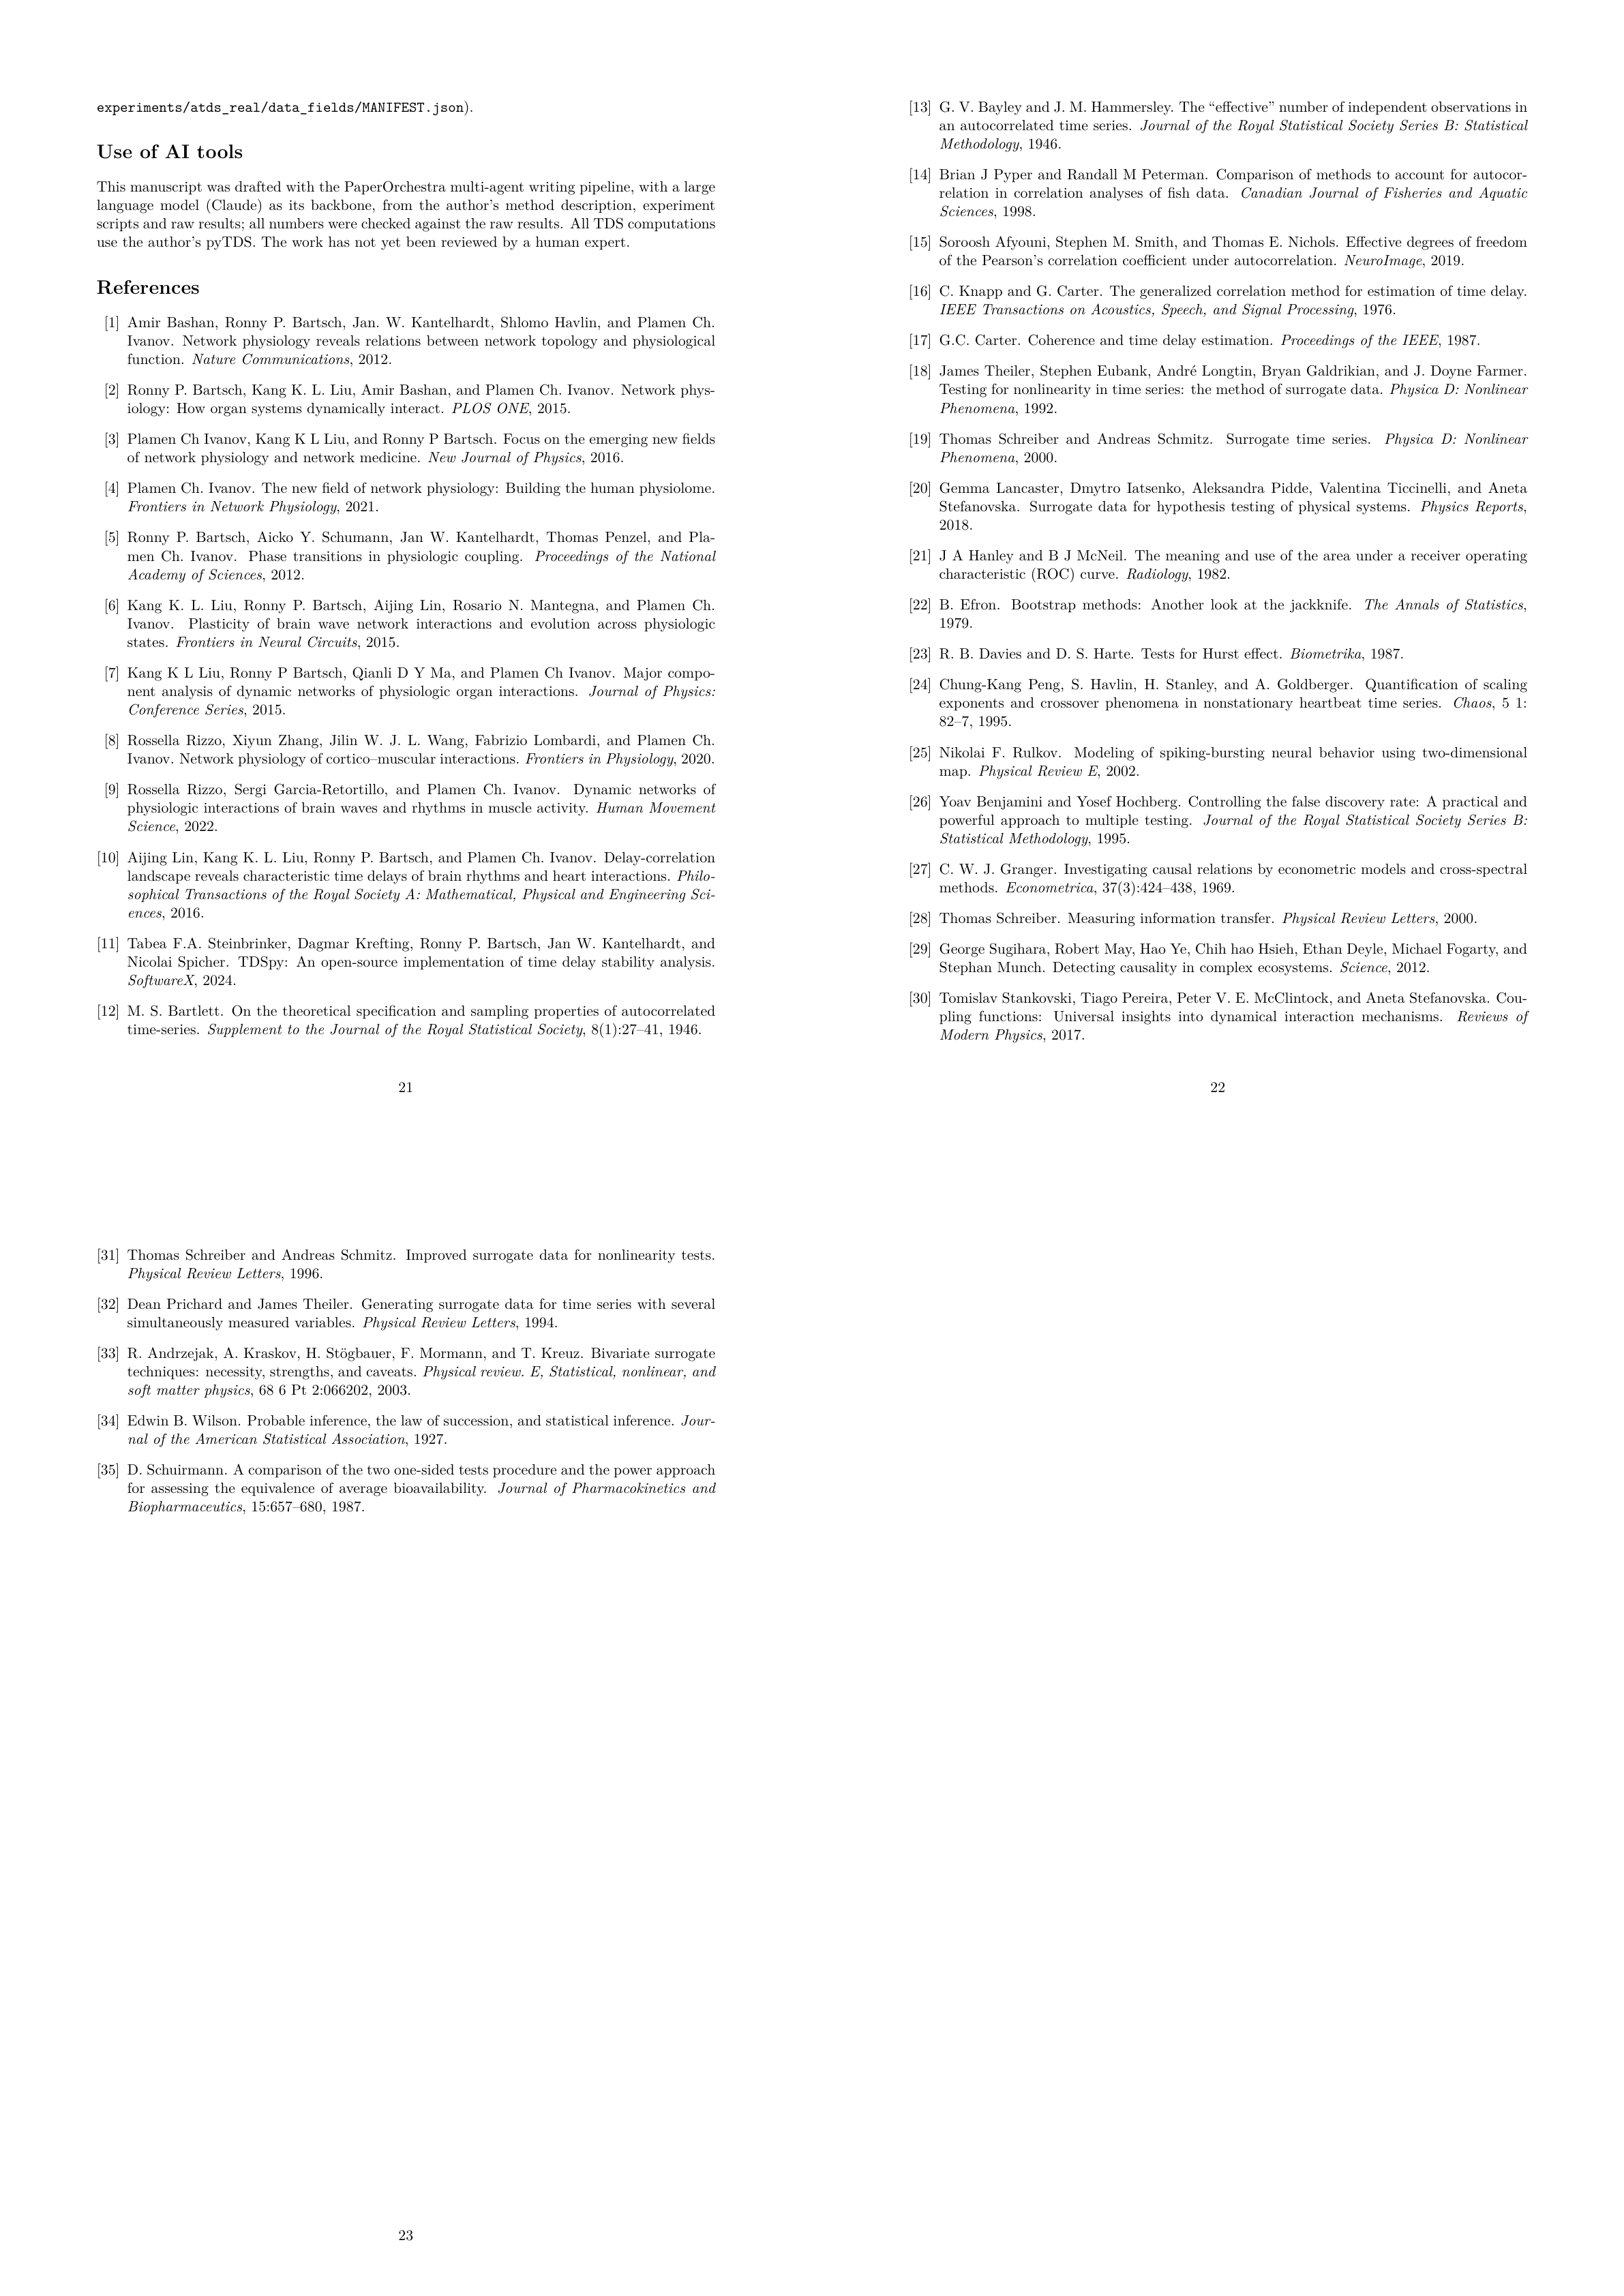 experiments/atds_real/data_fields/MANIFEST.json).
Use of AI tools
This manuscript was drafted with the PaperOrchestra multi-agent writing pipeline, with a large
language model (Claude) as its backbone, from the author's method description, experiment
scripts and raw results; all numbers were checked against the raw results. All TDS computations
use the author's pyTDS. The work has not yet been reviewed by a human expert.
References
[1] Amir Bashan, Ronny P. Bartsch, Jan. W. Kantelhardt, Shlomo Havlin, and Plamen Ch.
Ivanov. Network physiology reveals relations between network topology and physiological
function. Nature Communications, 2012.
[2] Ronny P. Bartsch, Kang K. L. Liu, Amir Bashan, and Plamen Ch. Ivanov. Network phys-
iology: How organ systems dynamically interact. PLOS ONE, 2015.
[3] Plamen Ch Ivanov, Kang K L Liu, and Ronny P Bartsch. Focus on the emerging new fields
of network physiology and network medicine. New Journal of Physics, 2016.
[4] Plamen Ch. Ivanov. The new field of network physiology: Building the human physiolome.
Frontiers in Network Physiology, 2021.
[5] Ronny P. Bartsch, Aicko Y. Schumann, Jan W. Kantelhardt, Thomas Penzel, and Pla-
men Ch. Ivanov. Phase transitions in physiologic coupling. Proceedings of the National
Academy of Sciences, 2012.
[6] Kang K. L. Liu, Ronny P. Bartsch, Aijing Lin, Rosario N. Mantegna, and Plamen Ch.
Ivanov. Plasticity of brain wave network interactions and evolution across physiologic
states. Frontiers in Neural Circuits, 2015.
[7] Kang K L Liu, Ronny P Bartsch, Qianli D Y Ma, and Plamen Ch Ivanov. Major compo-
nent analysis of dynamic networks of physiologic organ interactions. Journal of Physics:
Conference Series, 2015.
[8] Rossella Rizzo, Xiyun Zhang, Jilin W. J. L. Wang, Fabrizio Lombardi, and Plamen Ch.
Ivanov. Network physiology of cortico–muscular interactions. Frontiers in Physiology, 2020.
[9] Rossella Rizzo, Sergi Garcia-Retortillo, and Plamen Ch. Ivanov. Dynamic networks of
physiologic interactions of brain waves and rhythms in muscle activity. Human Movement
Science, 2022.
[10] Aijing Lin, Kang K. L. Liu, Ronny P. Bartsch, and Plamen Ch. Ivanov. Delay-correlation
landscape reveals characteristic time delays of brain rhythms and heart interactions. Philo-
sophical Transactions of the Royal Society A: Mathematical, Physical and Engineering Sci-
ences, 2016.
[11] Tabea F.A. Steinbrinker, Dagmar Krefting, Ronny P. Bartsch, Jan W. Kantelhardt, and
Nicolai Spicher. TDSpy: An open-source implementation of time delay stability analysis.
SoftwareX, 2024.
[12] M. S. Bartlett. On the theoretical specification and sampling properties of autocorrelated
time-series. Supplement to the Journal of the Royal Statistical Society, 8(1):27–41, 1946.
21
[13] G. V. Bayley and J. M. Hammersley. The “effective” number of independent observations in
an autocorrelated time series. Journal of the Royal Statistical Society Series B: Statistical
Methodology, 1946.
[14] Brian J Pyper and Randall M Peterman. Comparison of methods to account for autocor-
relation in correlation analyses of fish data. Canadian Journal of Fisheries and Aquatic
Sciences, 1998.
[15] Soroosh Afyouni, Stephen M. Smith, and Thomas E. Nichols. Effective degrees of freedom
of the Pearson's correlation coefficient under autocorrelation. NeuroImage, 2019.
[16] C. Knapp and G. Carter. The generalized correlation method for estimation of time delay.
IEEE Transactions on Acoustics, Speech, and Signal Processing, 1976.
[17] G.C. Carter. Coherence and time delay estimation. Proceedings of the IEEE, 1987.
[18] James Theiler, Stephen Eubank, André Longtin, Bryan Galdrikian, and J. Doyne Farmer.
Testing for nonlinearity in time series: the method of surrogate data. Physica D: Nonlinear
Phenomena, 1992.
[19] Thomas Schreiber and Andreas Schmitz. Surrogate time series. Physica D: Nonlinear
Phenomena, 2000.
[20] Gemma Lancaster, Dmytro Iatsenko, Aleksandra Pidde, Valentina Ticcinelli, and Aneta
Stefanovska. Surrogate data for hypothesis testing of physical systems. Physics Reports,
2018.
[21] J A Hanley and B J McNeil. The meaning and use of the area under a receiver operating
characteristic (ROC) curve. Radiology, 1982.
[22] B. Efron. Bootstrap methods: Another look at the jackknife. The Annals of Statistics,
1979.
[23] R. B. Davies and D. S. Harte. Tests for Hurst effect. Biometrika, 1987.
[24] Chung-Kang Peng, S. Havlin, H. Stanley, and A. Goldberger. Quantification of scaling
exponents and crossover phenomena in nonstationary heartbeat time series. Chaos, 5 1:
82–7, 1995.
[25] Nikolai F. Rulkov. Modeling of spiking-bursting neural behavior using two-dimensional
map. Physical Review E, 2002.
[26] Yoav Benjamini and Yosef Hochberg. Controlling the false discovery rate: A practical and
powerful approach to multiple testing. Journal of the Royal Statistical Society Series B:
Statistical Methodology, 1995.
[27] C. W. J. Granger. Investigating causal relations by econometric models and cross-spectral
methods. Econometrica, 37(3):424–438, 1969.
[28] Thomas Schreiber. Measuring information transfer. Physical Review Letters, 2000.
[29] George Sugihara, Robert May, Hao Ye, Chih hao Hsieh, Ethan Deyle, Michael Fogarty, and
Stephan Munch. Detecting causality in complex ecosystems. Science, 2012.
[30] Tomislav Stankovski, Tiago Pereira, Peter V. E. McClintock, and Aneta Stefanovska. Cou-
pling functions: Universal insights into dynamical interaction mechanisms. Reviews of
Modern Physics, 2017.
22
[31] Thomas Schreiber and Andreas Schmitz. Improved surrogate data for nonlinearity tests.
Physical Review Letters, 1996.
[32] Dean Prichard and James Theiler. Generating surrogate data for time series with several
simultaneously measured variables. Physical Review Letters, 1994.
[33] R. Andrzejak, A. Kraskov, H. Stögbauer, F. Mormann, and T. Kreuz. Bivariate surrogate
techniques: necessity, strengths, and caveats. Physical review. E, Statistical, nonlinear, and
soft matter physics, 68 6 Pt 2:066202, 2003.
[34] Edwin B. Wilson. Probable inference, the law of succession, and statistical inference. Jour-
nal of the American Statistical Association, 1927.
[35] D. Schuirmann. A comparison of the two one-sided tests procedure and the power approach
for assessing the equivalence of average bioavailability. Journal of Pharmacokinetics and
Biopharmaceutics, 15:657–680, 1987.
23